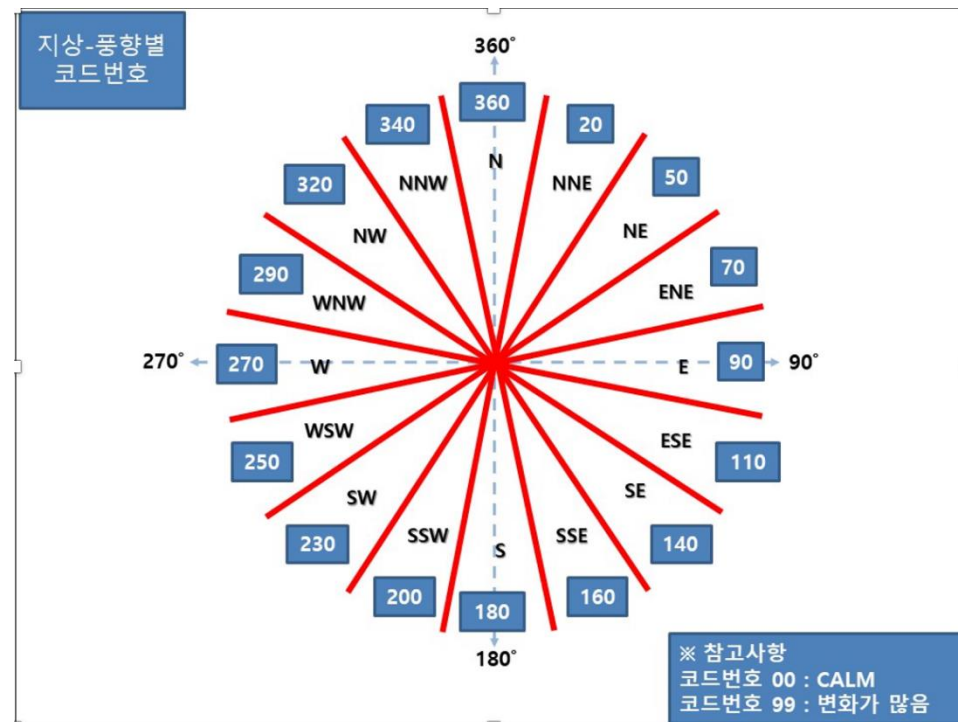 지상-풍향별
코드번호
360˚
360
340
20
N
NNW
NNE
320
50
NW
NE
290
70
WNW
ENE
270˚
270
W
E
90
90˚
WSW
ESE
250
110
SW
SE
230
140
SSW
SSE
S
200
160
180
180˚
※ 참고사항
코드번호 00 : CALM
코드번호 99 : 변화가 많음